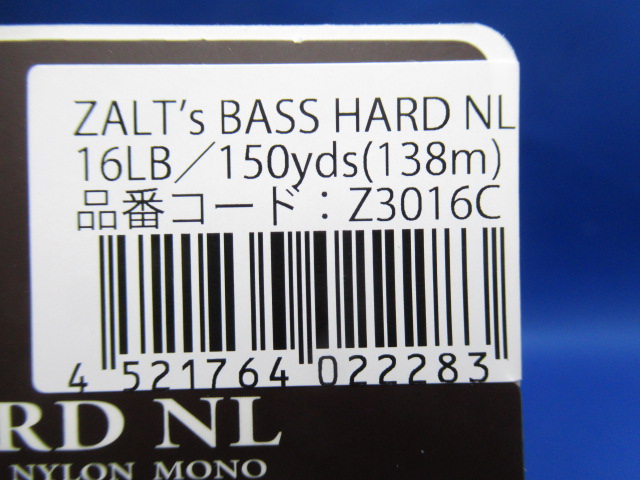 ZALT's BASS HARD NL
16LB／150yds(138m)
品番コード：Z3016C
4 521764 022283
RD NL
NYLON MONO